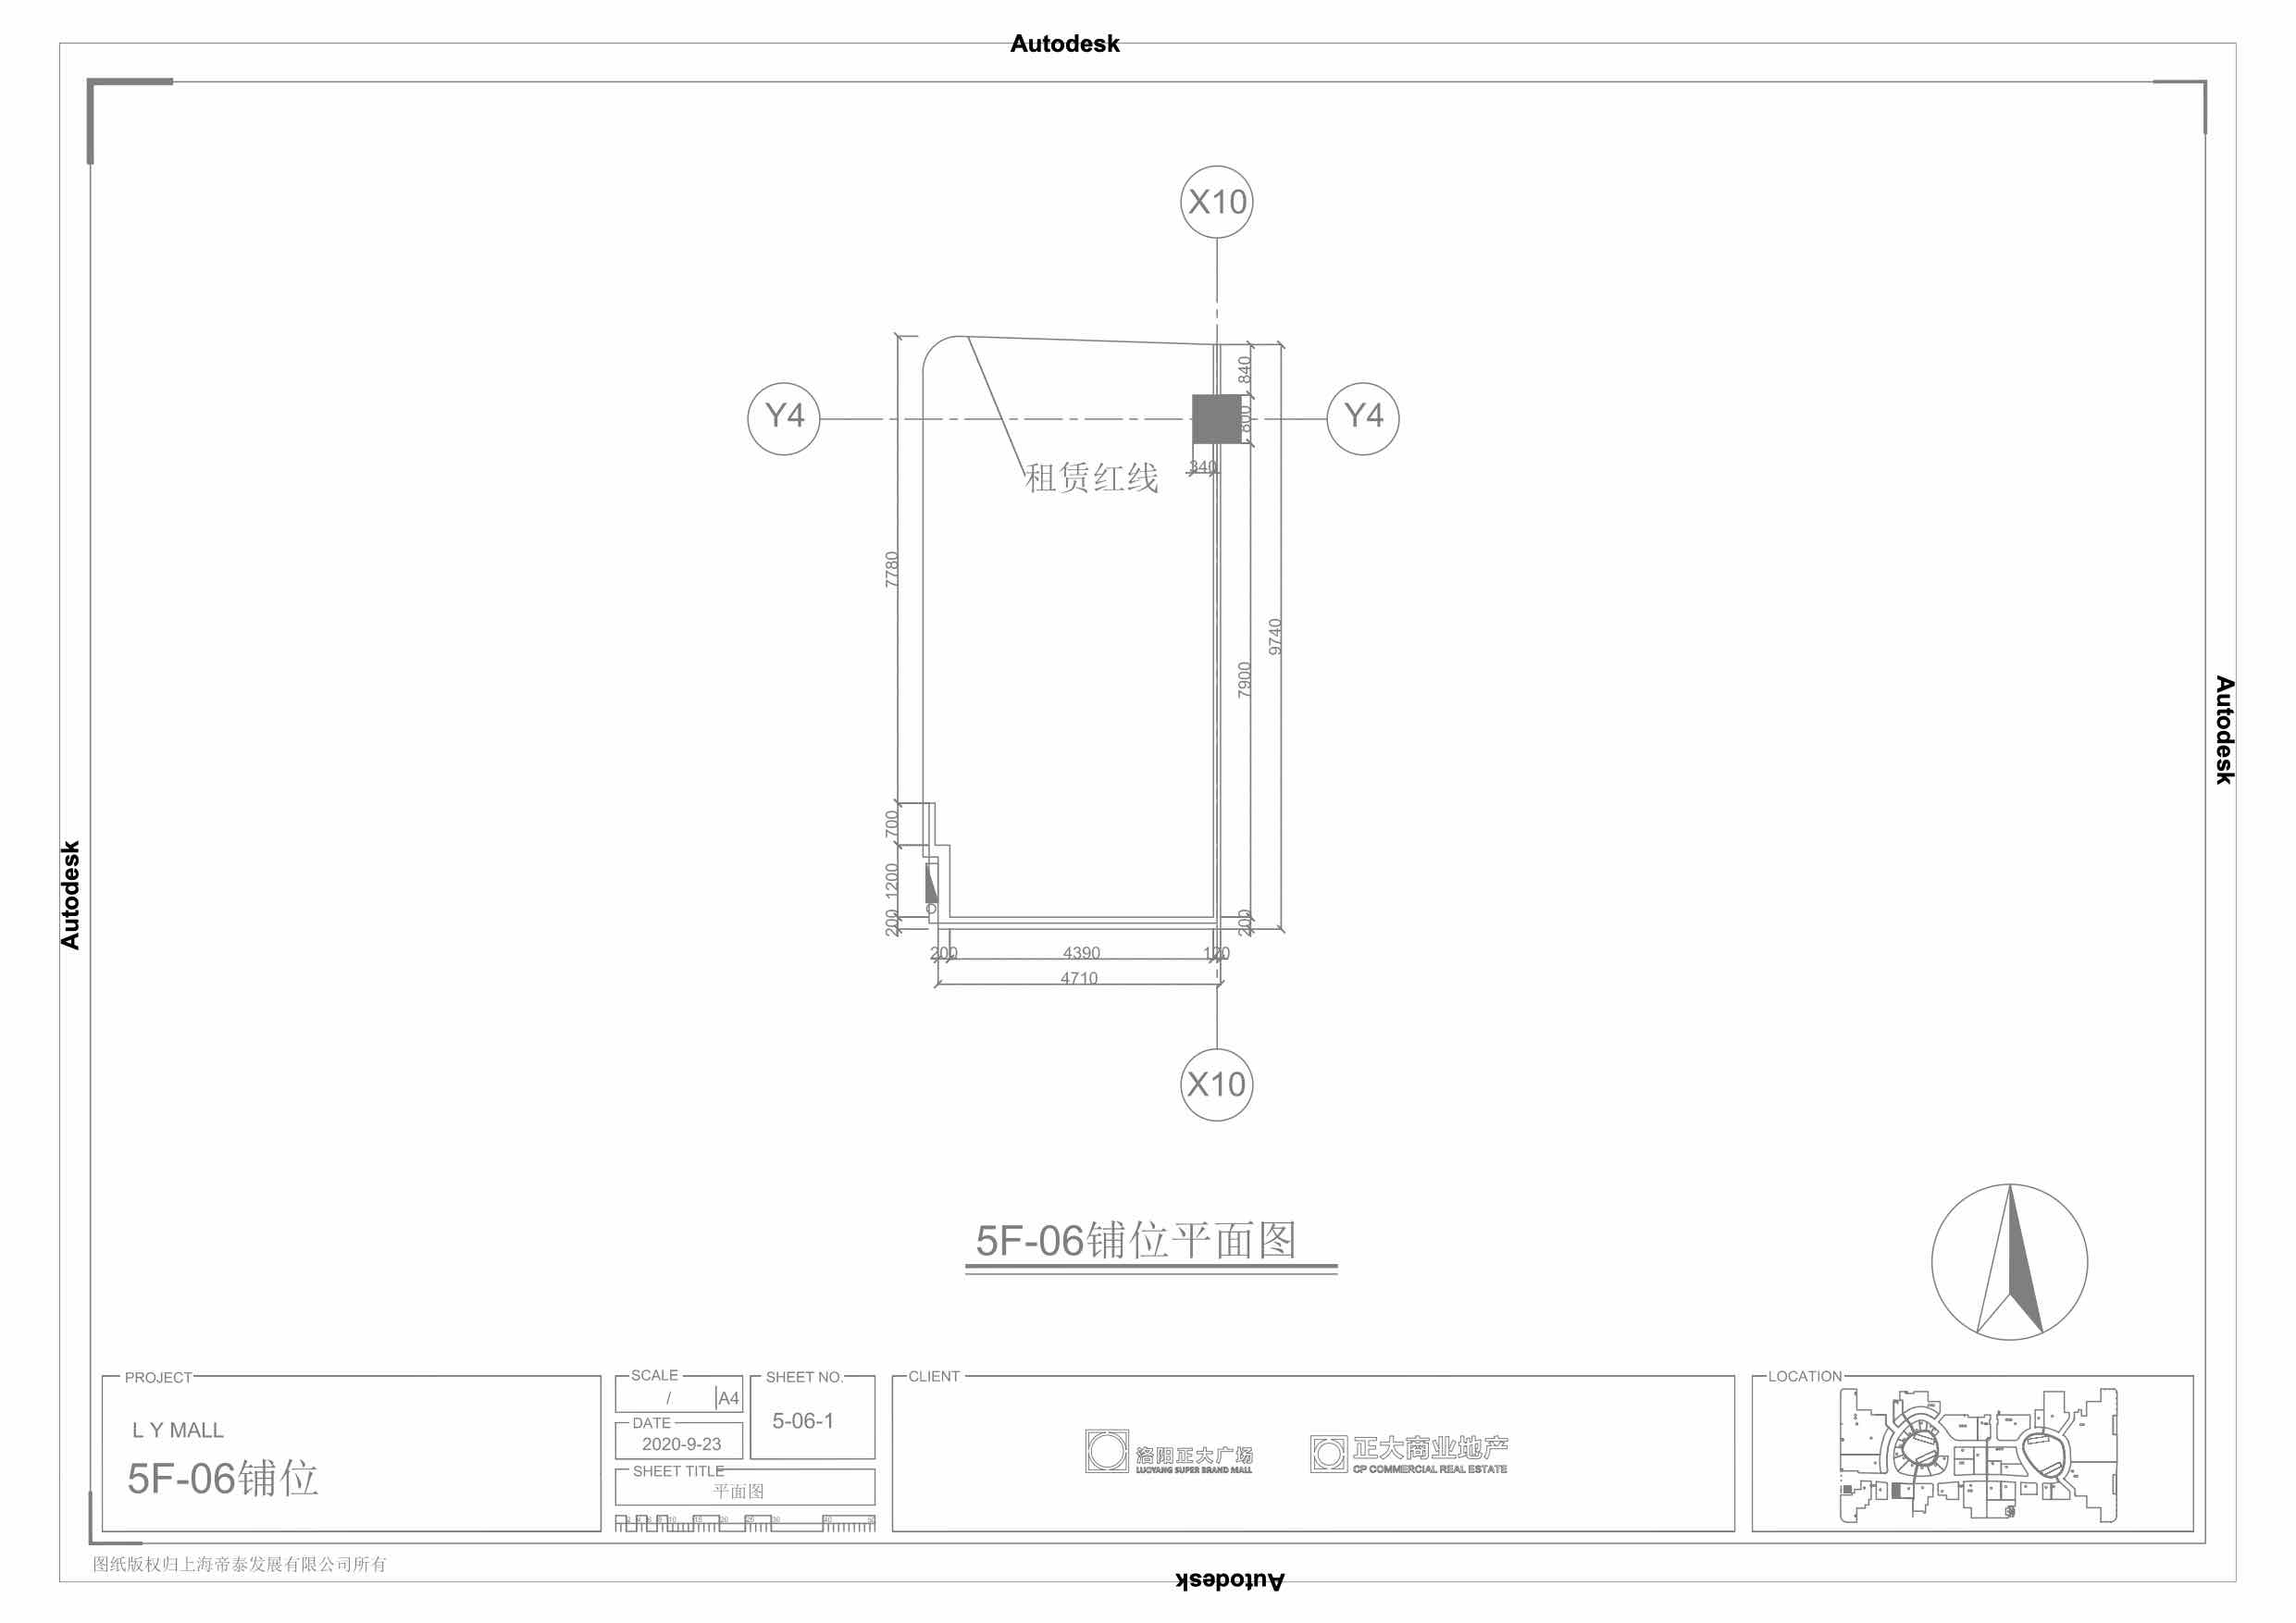 Autodesk
X10
840
Y4
Y4
800
340
租赁红线
7780
9740
7900
700
1200
200
200
200
4390
120
4710
X10
Autodesk
Autodesk
5F-06铺位平面图
PROJECT
L Y MALL
5F-06铺位
SCALE
/
A4
DATE
2020-9-23
SHEET NO.
5-06-1
SHEET TITLE
平面图
CLIENT
洛阳正大广场
LUOYANG SUPER BRAND MALL
正大商业地产
CP COMMERCIAL REAL ESTATE
LOCATION
图纸版权归上海帝泰发展有限公司所有
Autodesk